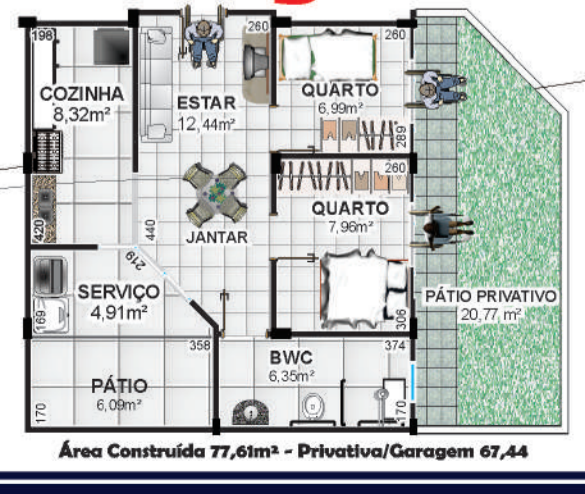 198
260
260
COZINHA
8,32m²
ESTAR
12,44m²
QUARTO
6,99m²
289
260
QUARTO
7,96m²
420
440
JANTAR
219
SERVIÇO
4,91m²
169
306
PÁTIO PRIVATIVO
20,77 m²
358
374
BWC
6,35m²
PÁTIO
6,09m²
170
170
Área Construída 77,61m² - Privativa/Garagem 67,44